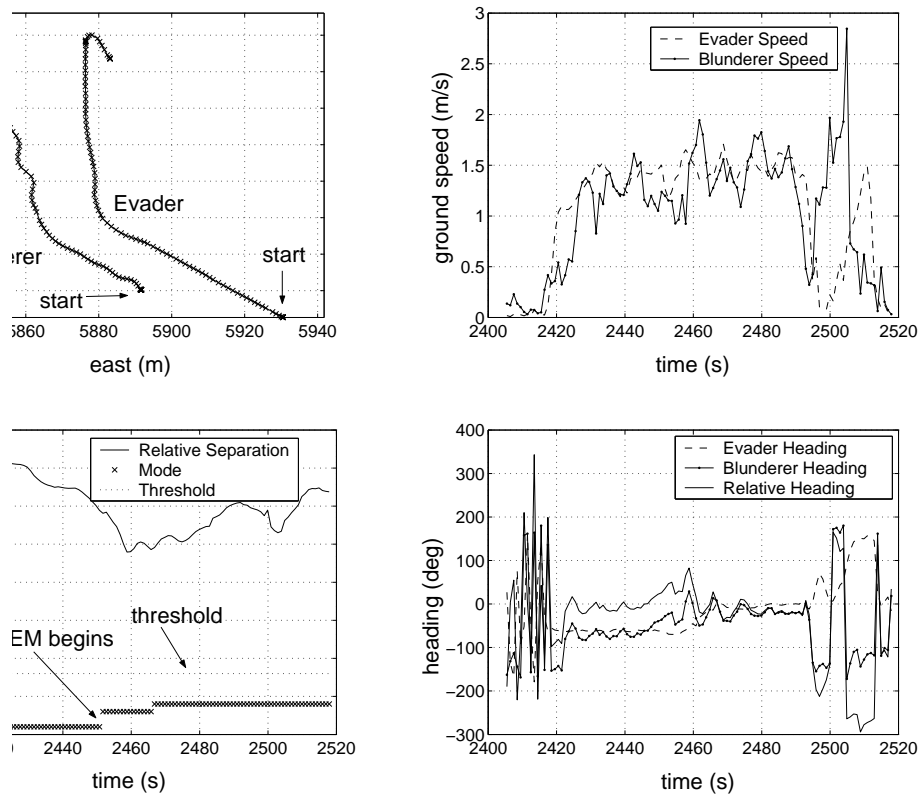 Evader
erer
start
start
5860 5880 5900 5920 5940
east (m)
3
2.5
2
1.5
1
0.5
0
ground speed (m/s)
Evader Speed
Blunderer Speed
2400 2420 2440 2460 2480 2500 2520
time (s)
Relative Separation
Mode
Threshold
threshold
EM begins
2440 2460 2480 2500 2520
time (s)
400
300
200
100
0
−100
−200
−300
heading (deg)
Evader Heading
Blunderer Heading
Relative Heading
2400 2420 2440 2460 2480 2500 2520
time (s)